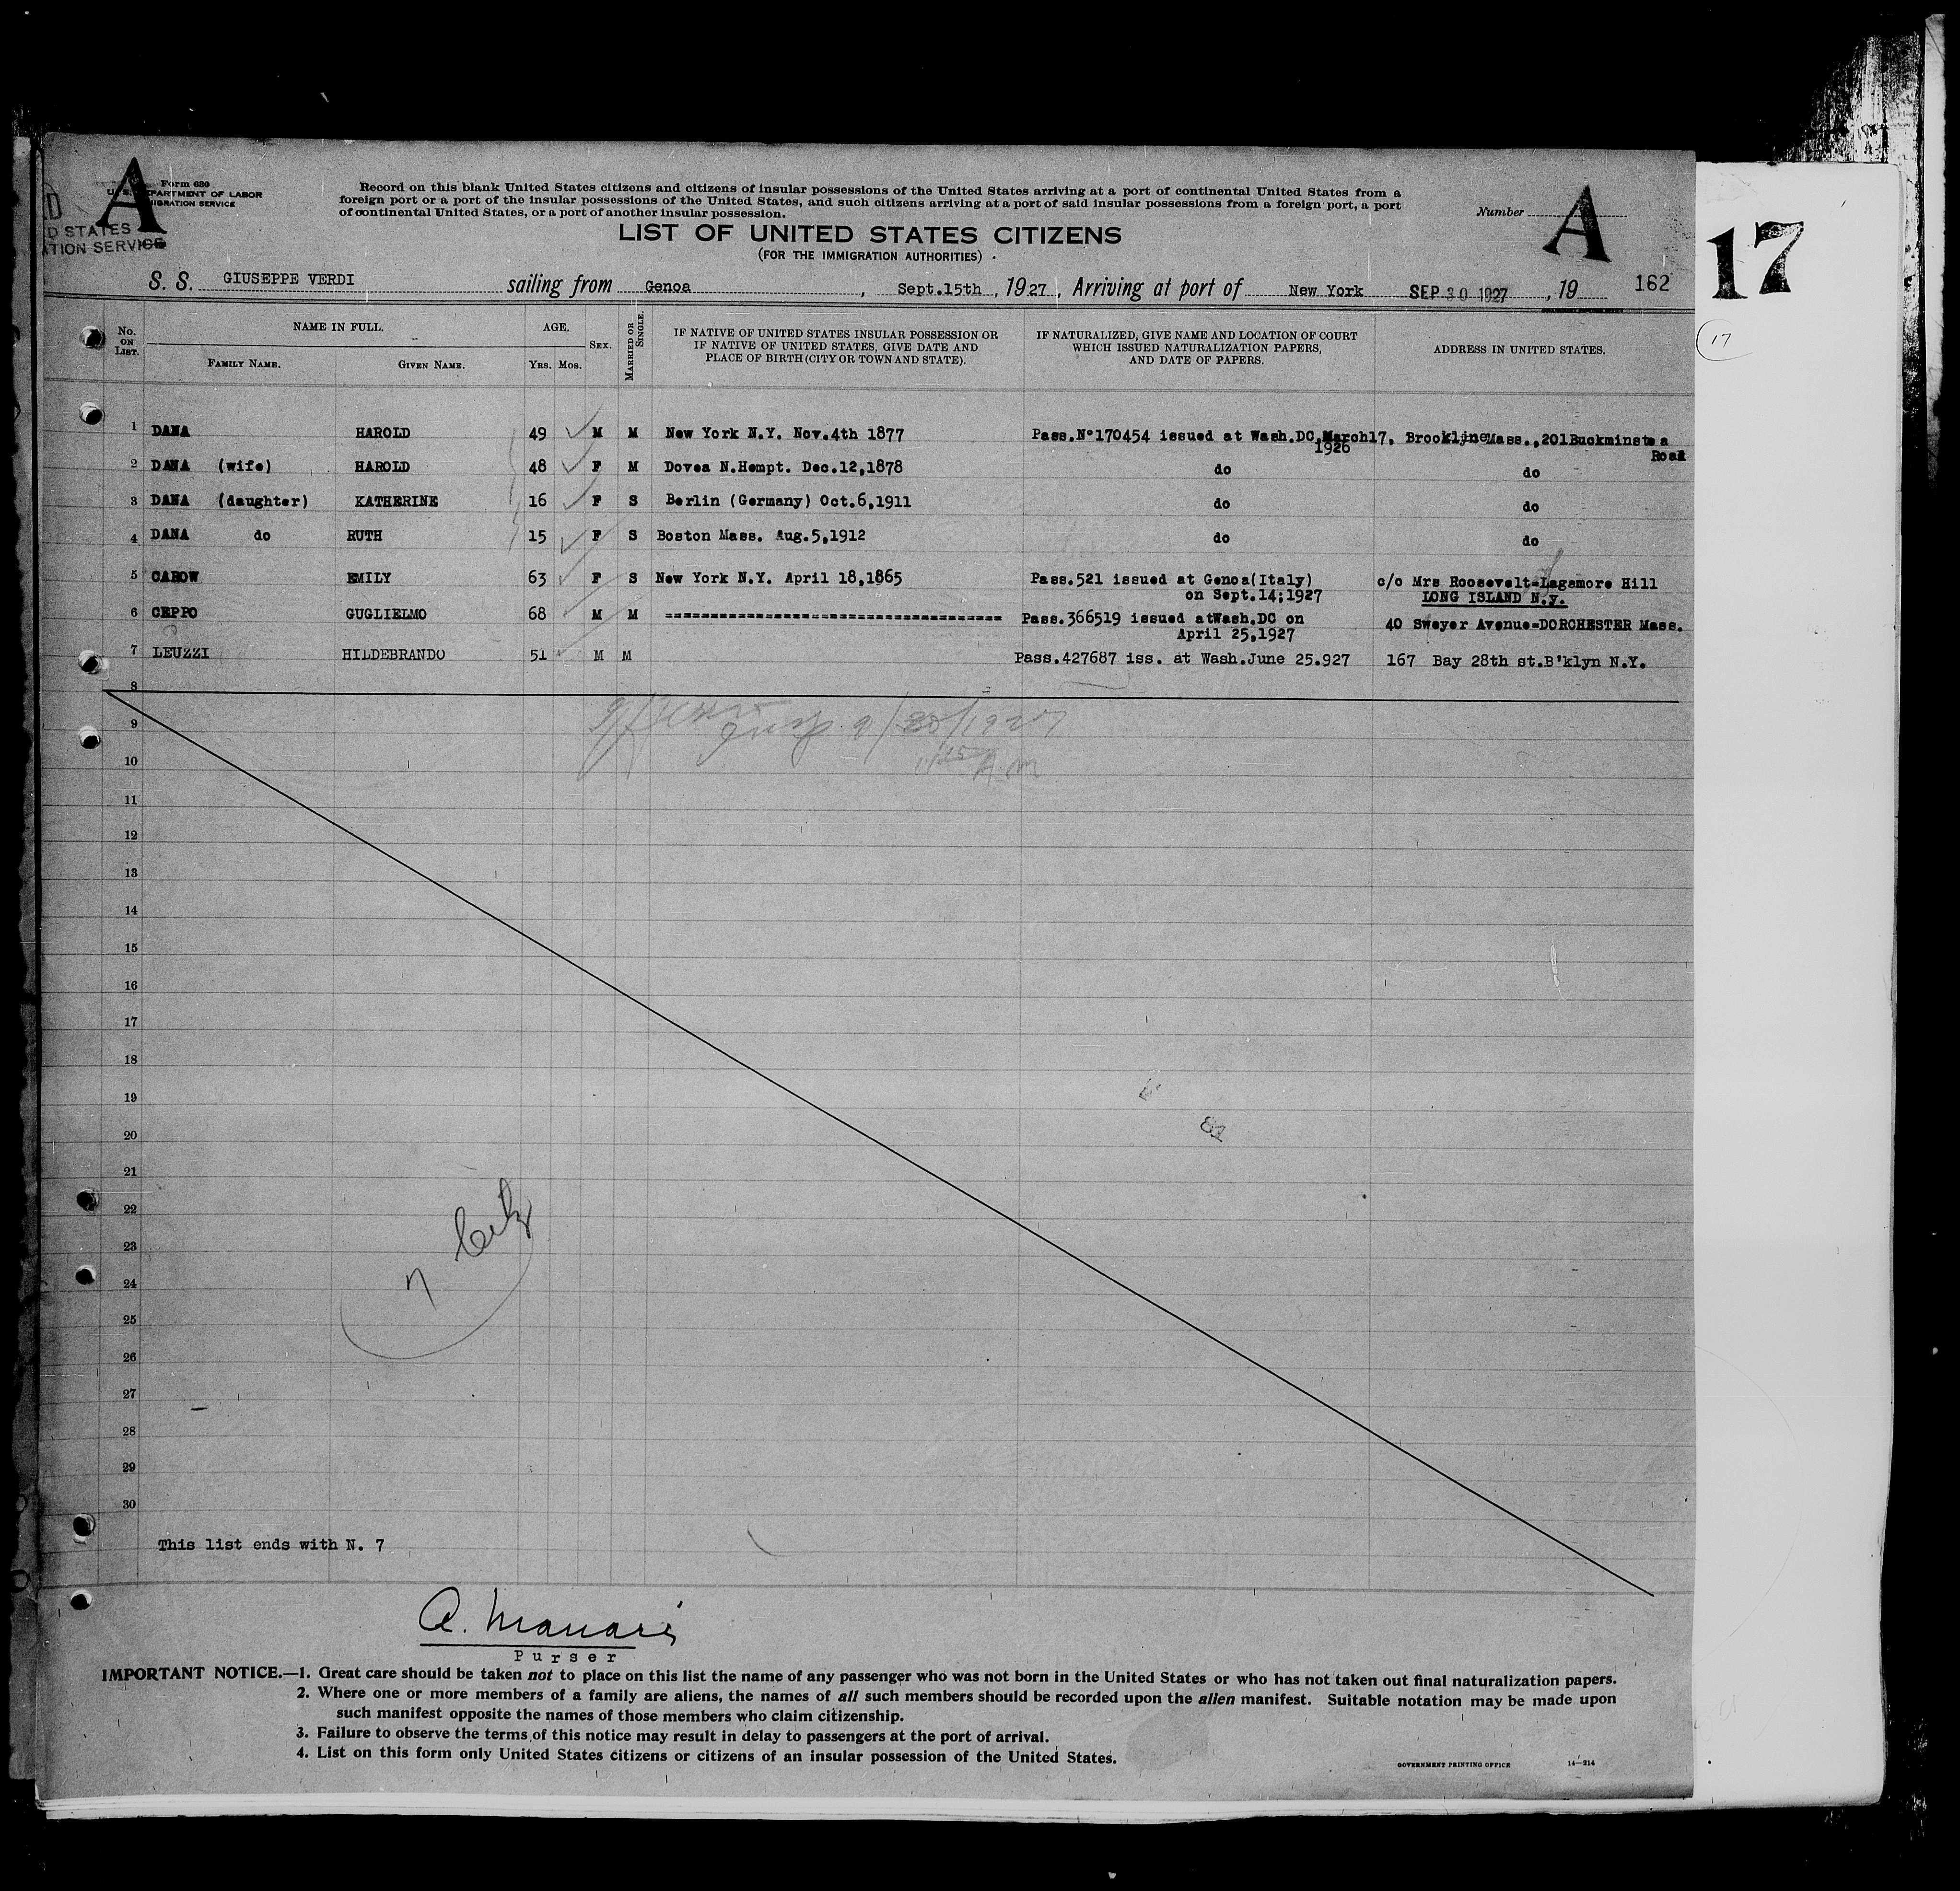 A
Form 630
U. S. DEPARTMENT OF LABOR
IMMIGRATION SERVICE
D STATES
ATION SERVICE
Record on this blank United States citizens and citizens of insular possessions of the United States arriving at a port of continental United States from a
foreign port or a port of the insular possessions of the United States, and such citizens arriving at a port of said insular possessions from a foreign port, a port
of continental United States, or a port of another insular possession.
Number
A
17
LIST OF UNITED STATES CITIZENS
(FOR THE IMMIGRATION AUTHORITIES)
S. S. GIUSEPPE VERDI sailing from Genoa, Sept.15th, 1927, Arriving at port of New York SEP 30 1927, 19 162
17
No. ON LIST. NAME IN FULL. FAMILY NAME. GIVEN NAME. AGE. YRS. MOS. SEX. MARRIED OR SINGLE. IF NATIVE OF UNITED STATES INSULAR POSSESSION OR IF NATIVE OF UNITED STATES, GIVE DATE AND PLACE OF BIRTH (CITY OR TOWN AND STATE). IF NATURALIZED, GIVE NAME AND LOCATION OF COURT WHICH ISSUED NATURALIZATION PAPERS, AND DATE OF PAPERS. ADDRESS IN UNITED STATES.
1 DANA HAROLD 49 M M New York N.Y. Nov.4th 1877 Pass.N°170454 issued at Wash.DC,March17, Brookline Mass.,201Buckminste a
1926 Road
2 DANA (wife) HAROLD 48 F M Dovea N.Hempt. Dec.12,1878 do do
3 DANA (daughter) KATHERINE 16 F S Berlin (Germany) Oct.6,1911 do do
4 DANA do RUTH 15 F S Boston Mass. Aug.5,1912 do do
5 CAROW EMILY 63 F S New York N.Y. April 18,1865 Pass.521 issued at Genoa(Italy) c/o Mrs Roosevelt=Lagamore Hill
on Sept.14;1927 LONG ISLAND N.y.
6 CEPPO GUGLIELMO 68 M M ================================ Pass.366519 issued atWash.DC on 40 Sweyer Avenue=DORCHESTER Mass.
April 25,1927
7 LEUZZI HILDEBRANDO 51 M M Pass.427687 iss. at Wash.June 25.927 167 Bay 28th st.B'klyn N.Y.
8
9
Insp. 9/30/1927
10
A.M
11
12
13
14
15
16
17
18
19
20
21
22
23
24
25
26
27
28
29
30
7 Citz
This list ends with N. 7
A. Manari
Purser
IMPORTANT NOTICE.—1. Great care should be taken not to place on this list the name of any passenger who was not born in the United States or who has not taken out final naturalization papers.
2. Where one or more members of a family are aliens, the names of all such members should be recorded upon the alien manifest. Suitable notation may be made upon
such manifest opposite the names of those members who claim citizenship.
3. Failure to observe the terms of this notice may result in delay to passengers at the port of arrival.
4. List on this form only United States citizens or citizens of an insular possession of the United States.
GOVERNMENT PRINTING OFFICE 14—214